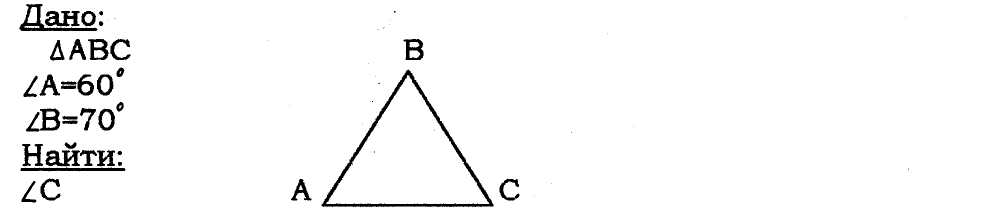 Дано:
ΔABC
∠A=60°
∠B=70°
Найти:
∠C
B
A
C